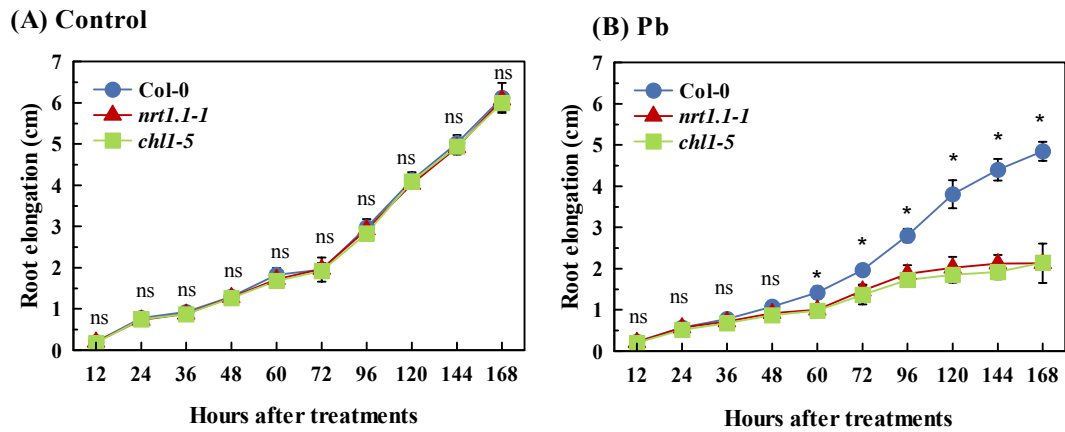 (A) Control
Root elongation (cm)
7
6
5
4
3
2
1
0
Col-0
nrt1.1-1
chl1-5
ns
ns
ns
ns
ns
ns
ns
ns
ns
ns
12 24 36 48 60 72 96 120 144 168
Hours after treatments
(B) Pb
Root elongation (cm)
7
6
5
4
3
2
1
0
Col-0
nrt1.1-1
chl1-5
ns
ns
ns
ns
*
*
*
*
*
*
12 24 36 48 60 72 96 120 144 168
Hours after treatments